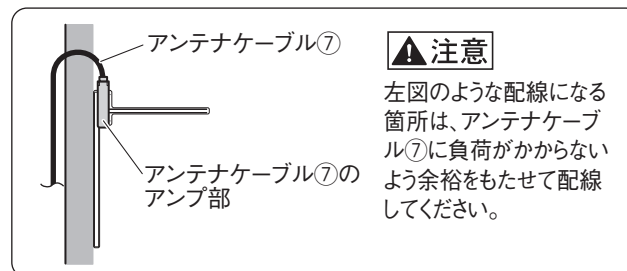 アンテナケーブル⑦
アンテナケーブル⑦の
アンプ部
注意
左図のような配線になる
箇所は、アンテナケーブ
ル⑦に負荷がかからない
よう余裕をもたせて配線
してください。